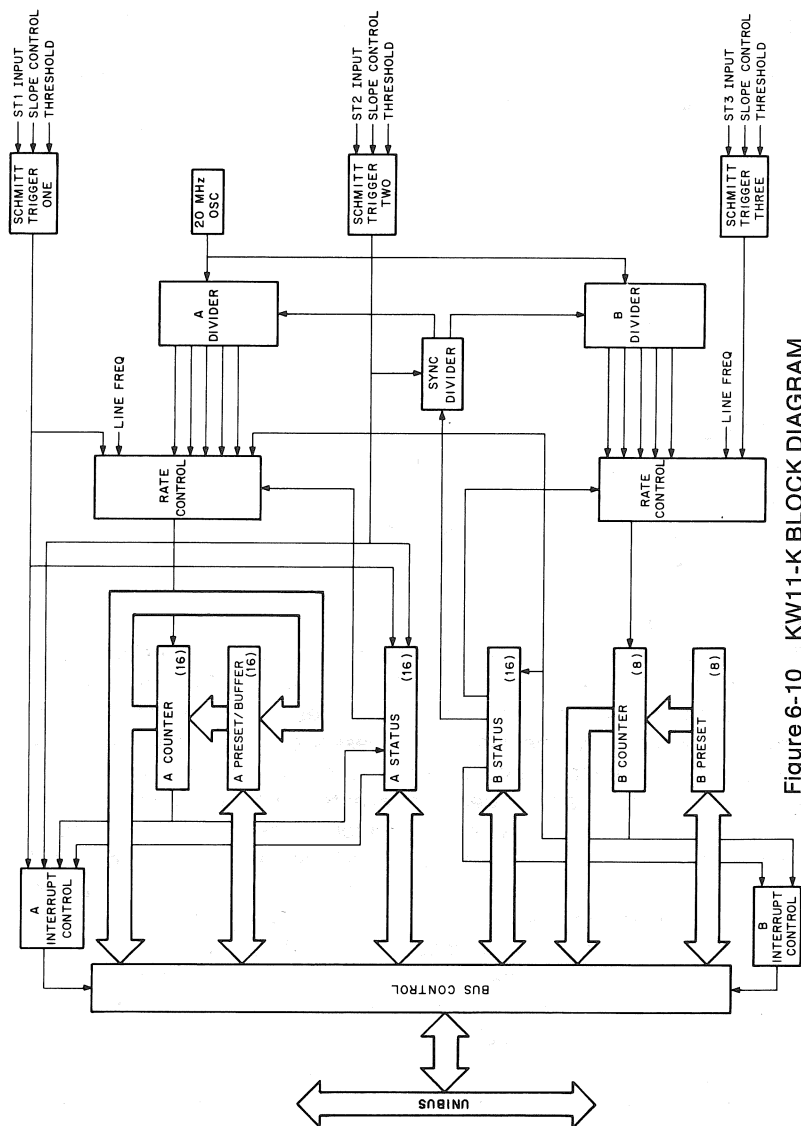 ST1 INPUT
SLOPE CONTROL
THRESHOLD
SCHMITT
TRIGGER
ONE
20 MHz
OSC
ST2 INPUT
SLOPE CONTROL
THRESHOLD
SCHMITT
TRIGGER
TWO
ST3 INPUT
SLOPE CONTROL
THRESHOLD
SCHMITT
TRIGGER
THREE
A
DIVIDER
SYNC
DIVIDER
B
DIVIDER
LINE FREQ
LINE FREQ
RATE
CONTROL
RATE
CONTROL
A COUNTER
(16)
A PRESET/BUFFER
(16)
A STATUS
(16)
B STATUS
(16)
B COUNTER
(8)
B PRESET
(8)
A
INTERRUPT
CONTROL
B
INTERRUPT
CONTROL
BUS CONTROL
UNIBUS
Figure 6-10 KW11-K BLOCK DIAGRAM